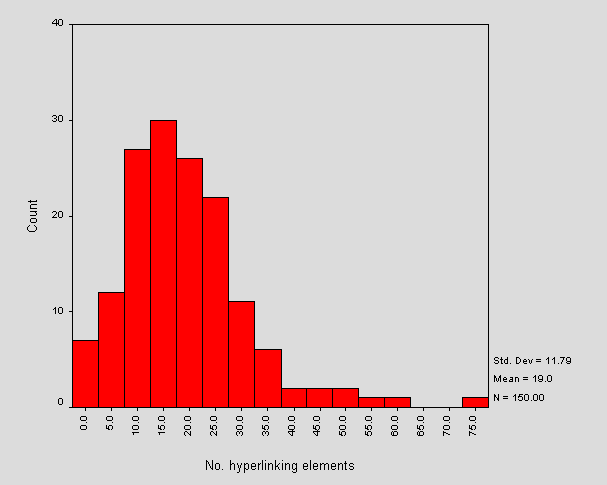 40
30
20
10
0
Count
0.0 5.0 10.0 15.0 20.0 25.0 30.0 35.0 40.0 45.0 50.0 55.0 60.0 65.0 70.0 75.0
No. hyperlinking elements
Std. Dev = 11.79
Mean = 19.0
N = 150.00